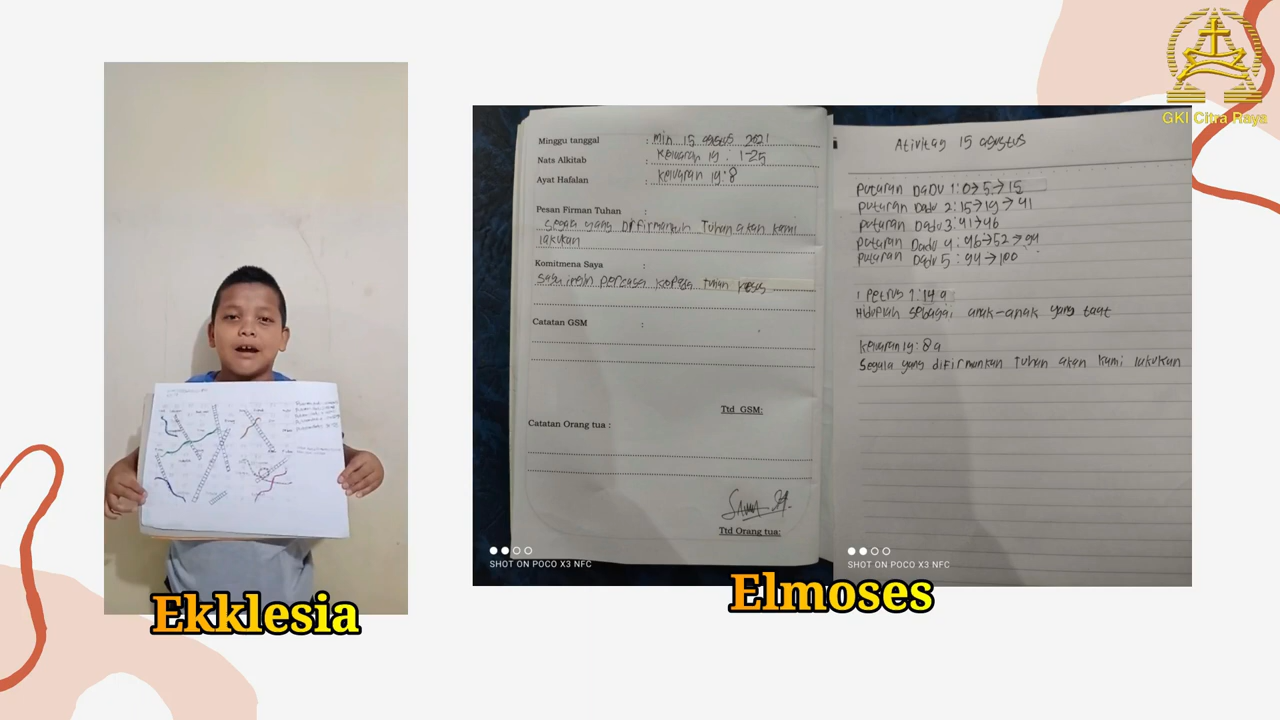 GKI Citra Raya
Minggu tanggal : Min 15 agustus 2021
Nats Alkitab : Keluaran 19 : 1-25
Ayat Hafalan : Keluaran 19:8
Pesan Firman Tuhan :
Segala yang Difirmankan Tuhan akan kami
lakukan
Komitmena Saya :
Saya ingin percaya kepada Tuhan
Catatan GSM :
Ttd GSM:
Catatan Orang tua :
Ttd Orang tua:
SHOT ON POCO X3 NFC
Ativitas 15 agustus
putaran DaDu 1 : 0→5→15
putaran Dadu 2 : 15→19→41
putaran Dadu 3 : 41→46
putaran Dadu 4 : 46→52→94
putaran Dadu 5 : 94→100
1 Petrus 1:14a
Hiduplah sebagai anak-anak yang taat
Keluaran 19:8a
Segala yang difirmankan Tuhan akan kami lakukan
SHOT ON POCO X3 NFC
Ekklesia
Elmoses